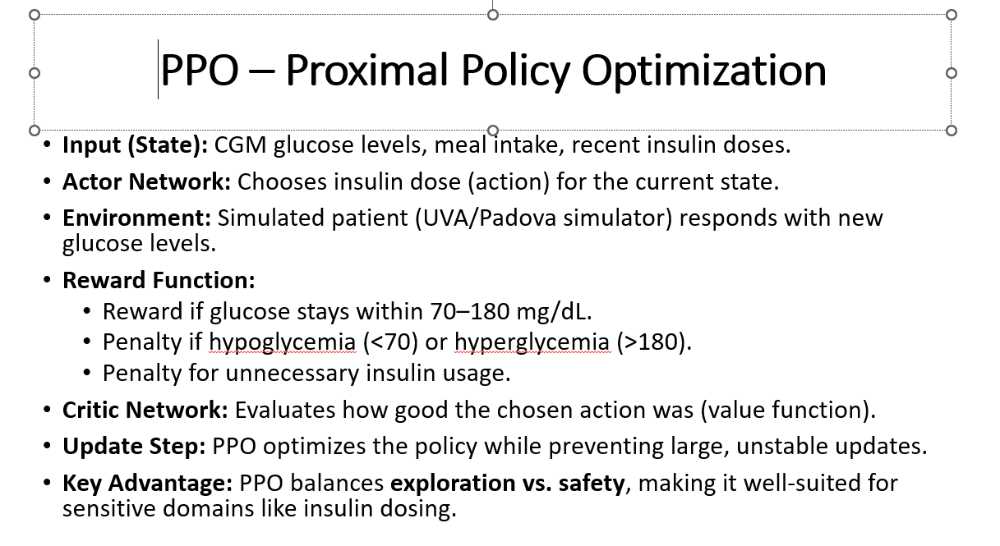 PPO – Proximal Policy Optimization
• Input (State): CGM glucose levels, meal intake, recent insulin doses.
• Actor Network: Chooses insulin dose (action) for the current state.
• Environment: Simulated patient (UVA/Padova simulator) responds with new
glucose levels.
• Reward Function:
• Reward if glucose stays within 70–180 mg/dL.
• Penalty if hypoglycemia (<70) or hyperglycemia (>180).
• Penalty for unnecessary insulin usage.
• Critic Network: Evaluates how good the chosen action was (value function).
• Update Step: PPO optimizes the policy while preventing large, unstable updates.
• Key Advantage: PPO balances exploration vs. safety, making it well-suited for
sensitive domains like insulin dosing.